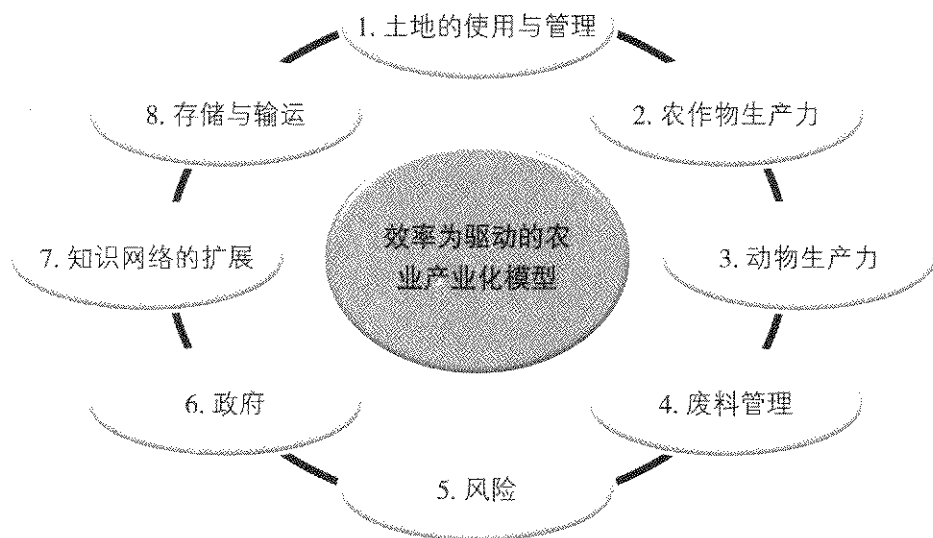 1. 土地的使用与管理
2. 农作物生产力
3. 动物生产力
4. 废料管理
5. 风险
6. 政府
7. 知识网络的扩展
8. 存储与输运
效率为驱动的农
业产业化模型